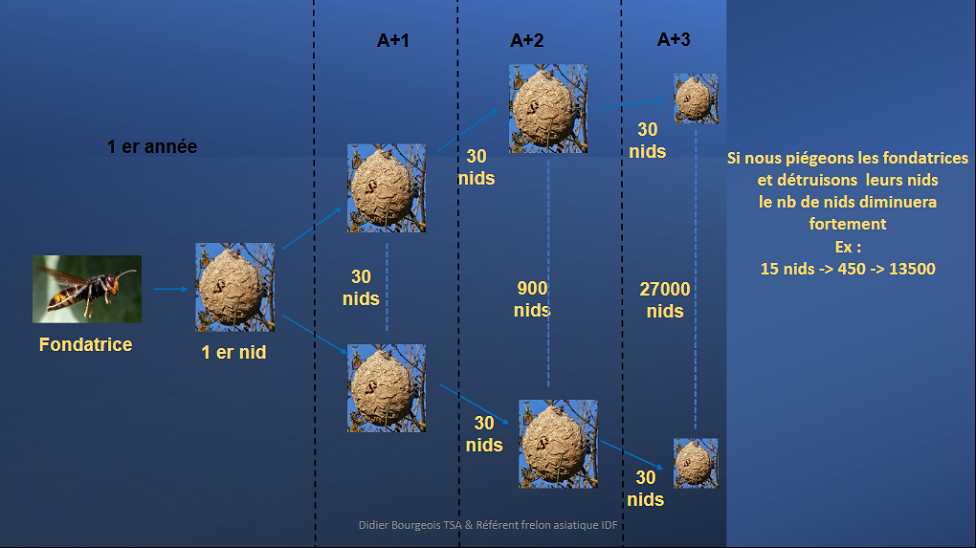 A+1
A+2
A+3
1 er année
Fondatrice
1 er nid
30
nids
30
nids
30
nids
900
nids
30
nids
30
nids
27000
nids
Si nous piégeons les fondatrices
et détruisons leurs nids
le nb de nids diminuera
fortement
Ex :
15 nids -> 450 -> 13500
Didier Bourgeois TSA & Référent frelon asiatique IDF